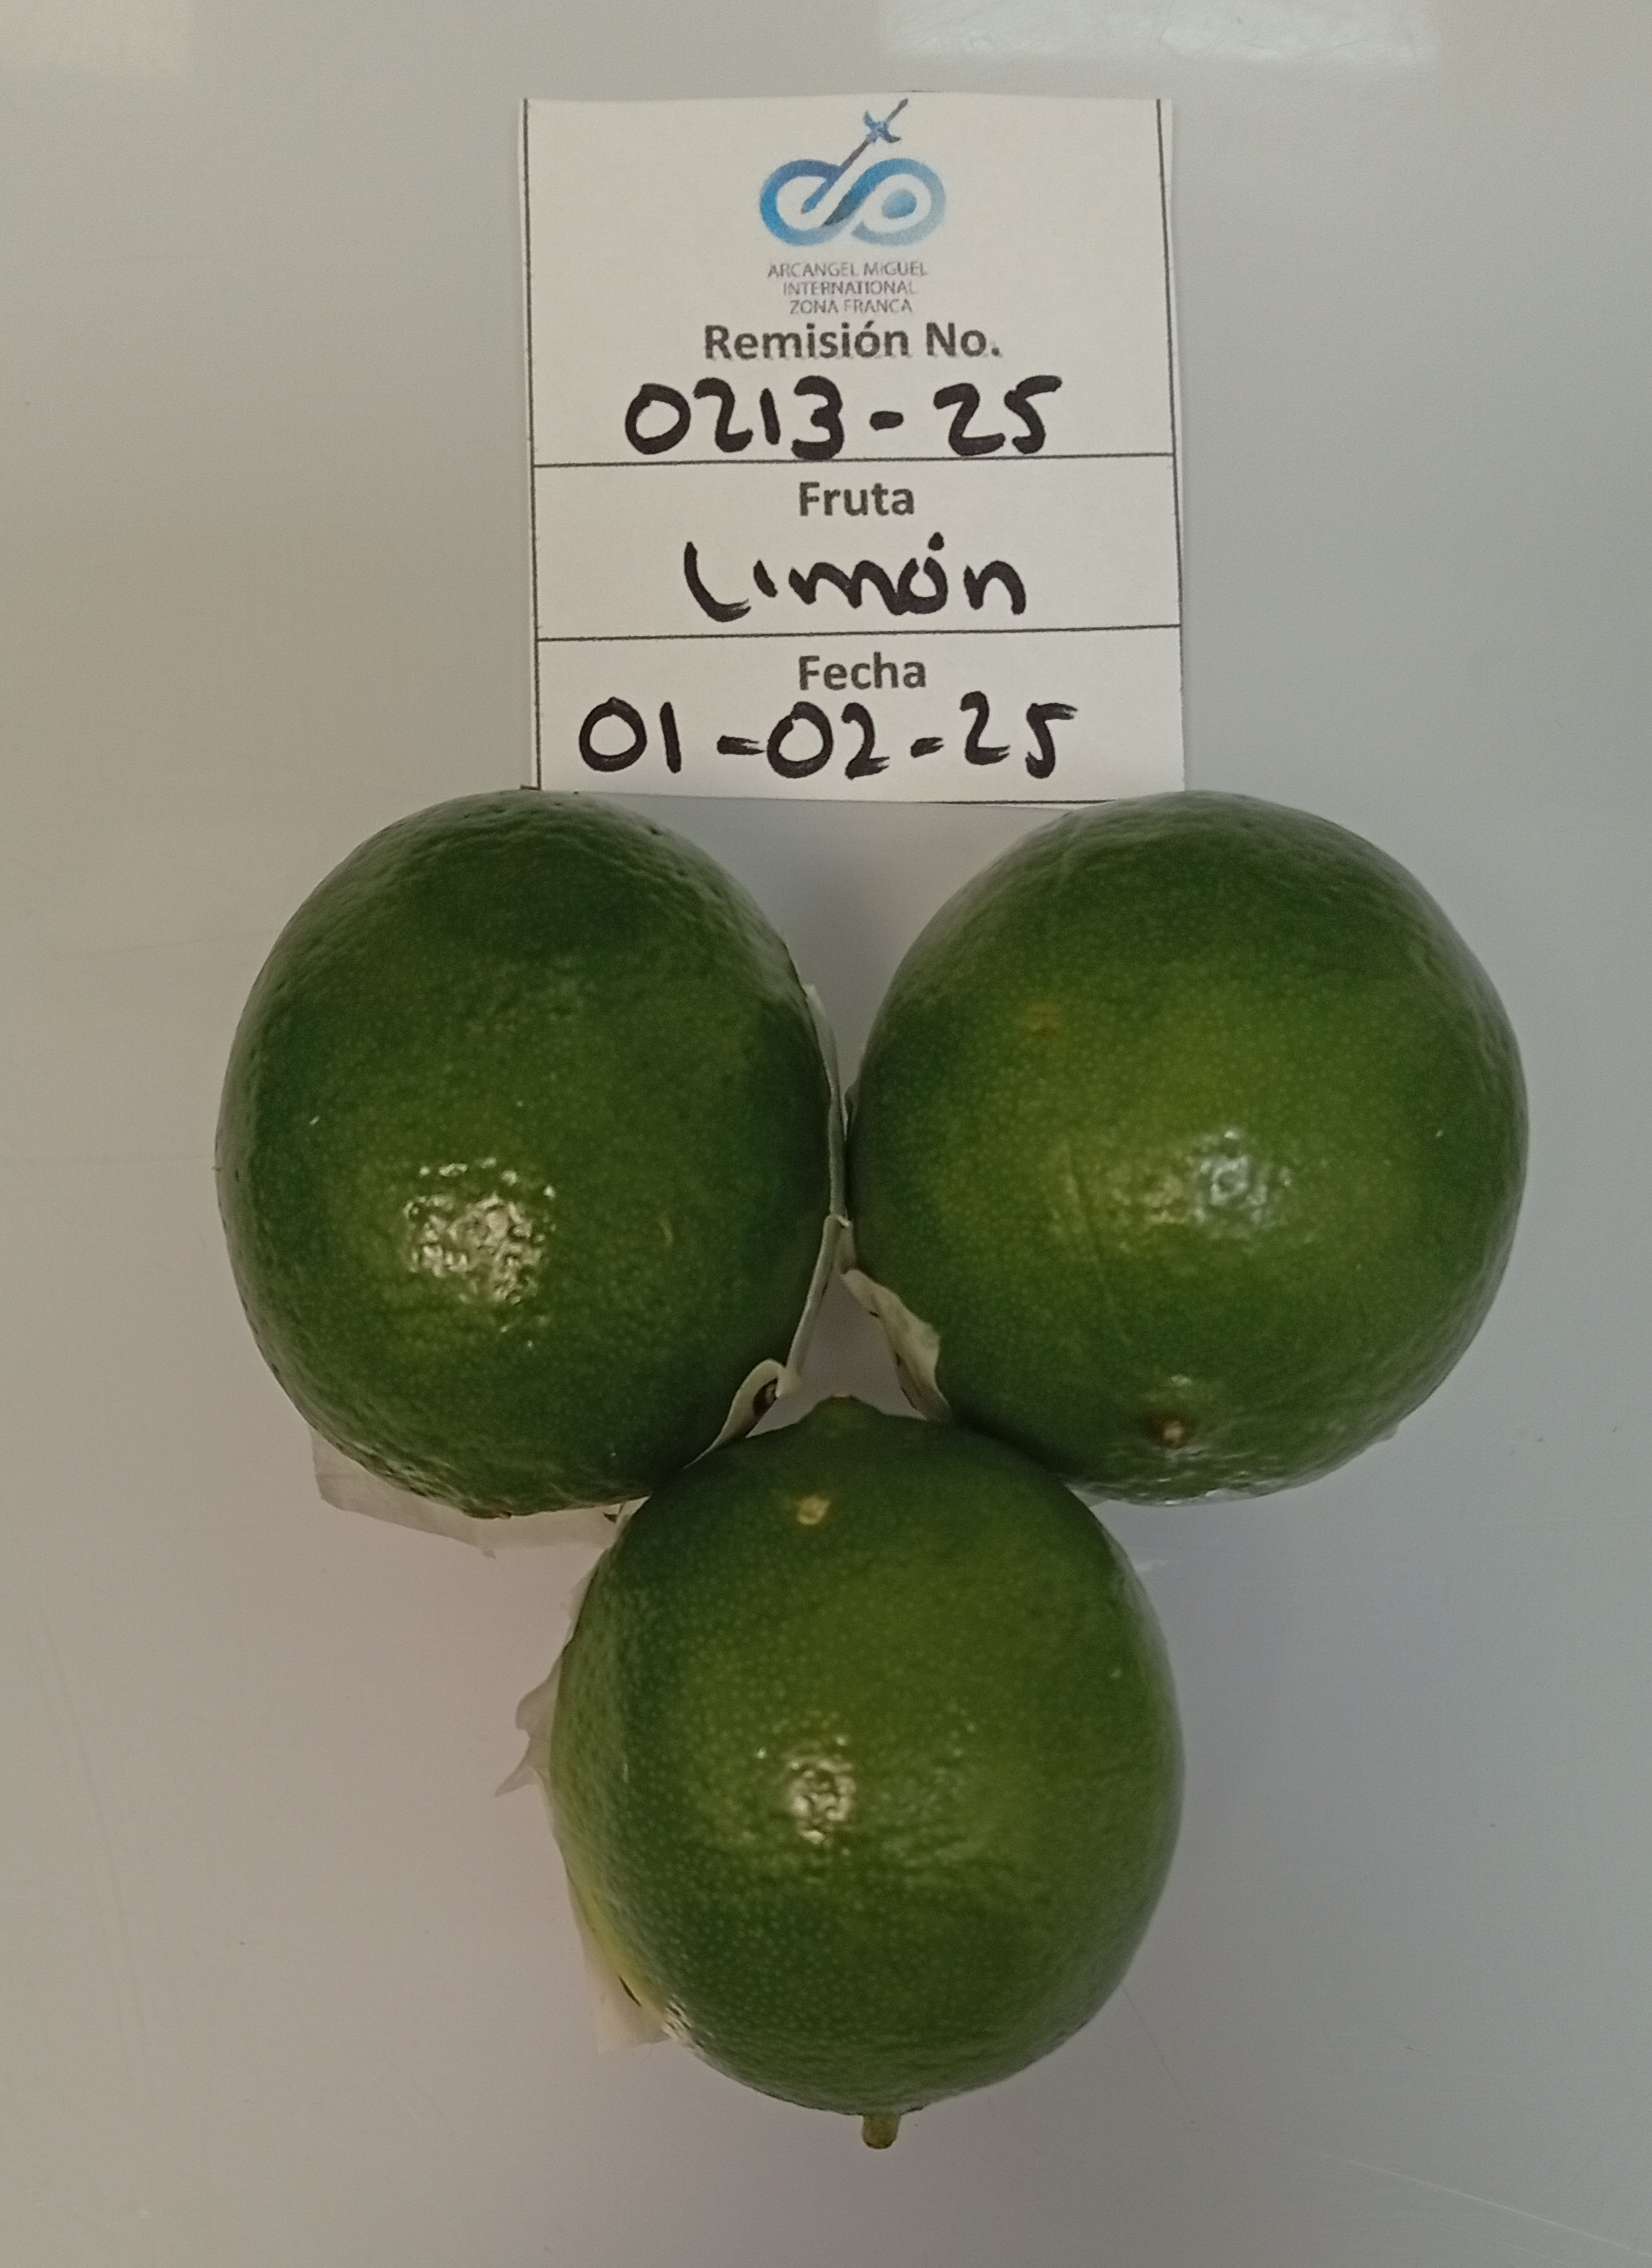 ARCANGEL MIGUEL
INTERNATIONAL
ZONA FRANCA
Remisión No.
0213-25
Fruta
Limón
Fecha
01-02-25